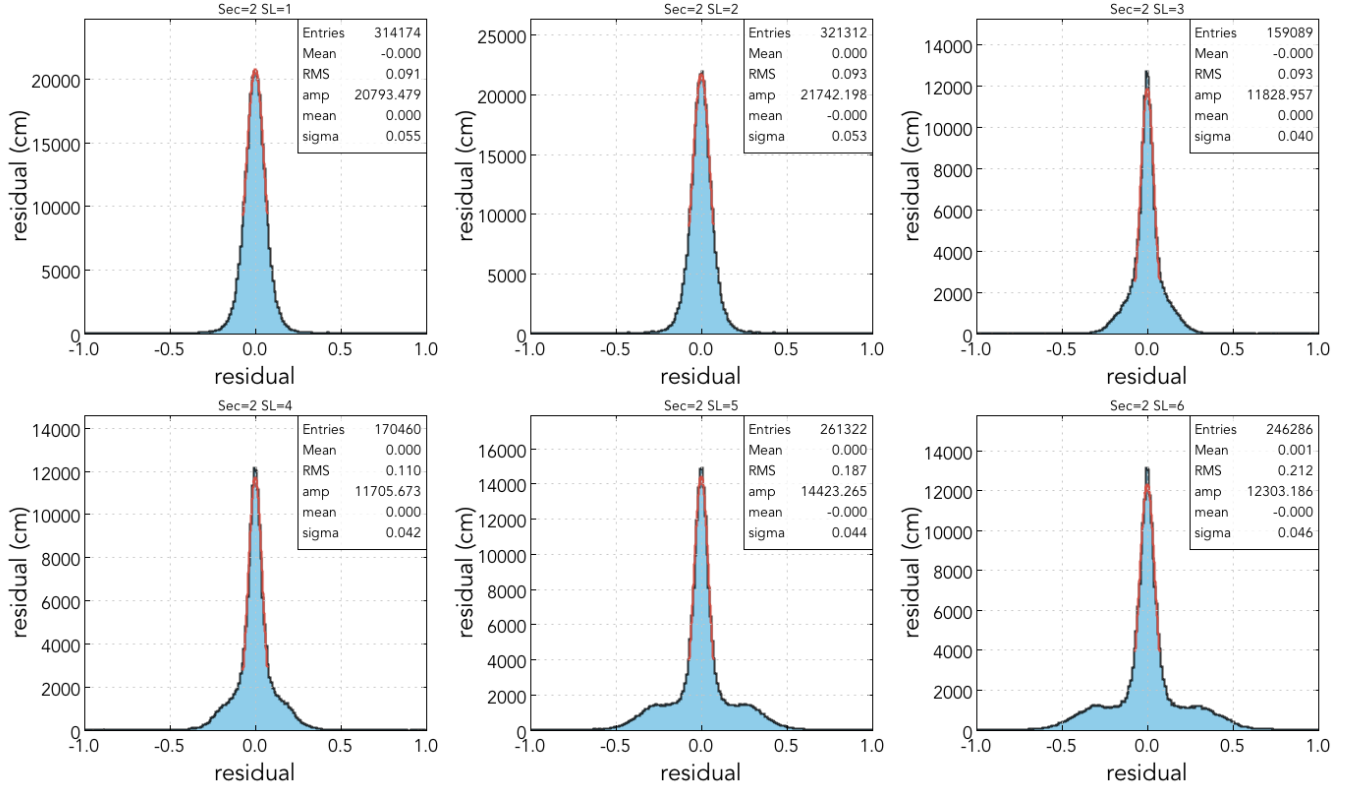 Sec=2 SL=1
Entries 314174
Mean -0.000
RMS 0.091
amp 20793.479
mean 0.000
sigma 0.055
20000
15000
10000
5000
0
residual (cm)
-1.0 -0.5 0.0 0.5 1.0
residual
Sec=2 SL=2
Entries 321312
Mean 0.000
RMS 0.093
amp 21742.198
mean -0.000
sigma 0.053
25000
20000
15000
10000
5000
0
residual (cm)
-1.0 -0.5 0.0 0.5 1.0
residual
Sec=2 SL=3
Entries 159089
Mean -0.000
RMS 0.093
amp 11828.957
mean 0.000
sigma 0.040
14000
12000
10000
8000
6000
4000
2000
0
residual (cm)
-1.0 -0.5 0.0 0.5 1.0
residual
Sec=2 SL=4
Entries 170460
Mean 0.000
RMS 0.110
amp 11705.673
mean 0.000
sigma 0.042
14000
12000
10000
8000
6000
4000
2000
0
residual (cm)
-1.0 -0.5 0.0 0.5 1.0
residual
Sec=2 SL=5
Entries 261322
Mean 0.000
RMS 0.187
amp 14423.265
mean -0.000
sigma 0.044
16000
14000
12000
10000
8000
6000
4000
2000
0
residual (cm)
-1.0 -0.5 0.0 0.5 1.0
residual
Sec=2 SL=6
Entries 246286
Mean 0.001
RMS 0.212
amp 12303.186
mean -0.000
sigma 0.046
14000
12000
10000
8000
6000
4000
2000
0
residual (cm)
-1.0 -0.5 0.0 0.5 1.0
residual